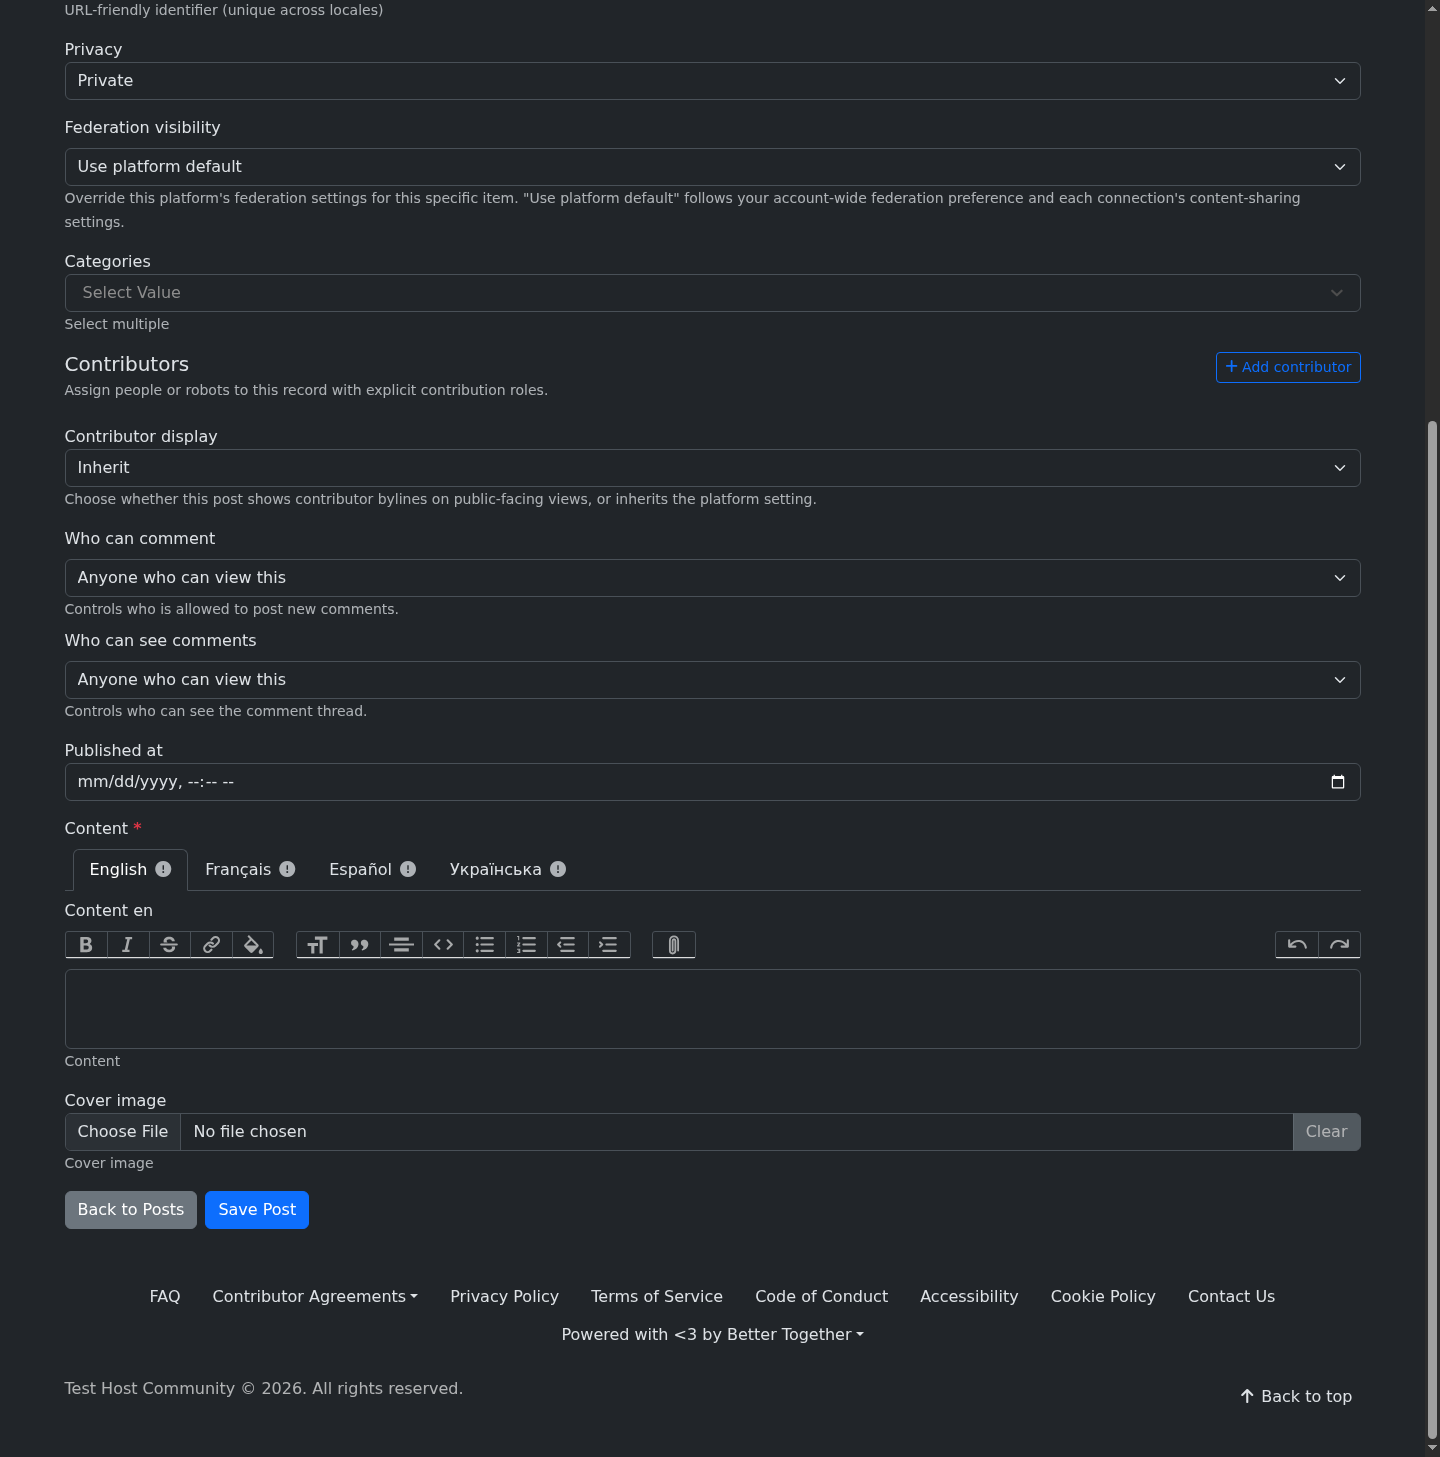 URL-friendly identifier (unique across locales)
Privacy
Private
Federation visibility
Use platform default
Override this platform's federation settings for this specific item. "Use platform default" follows your account-wide federation preference and each connection's content-sharing
settings.
Categories
Select Value
Select multiple
Contributors
Add contributor
Assign people or robots to this record with explicit contribution roles.
Contributor display
Inherit
Choose whether this post shows contributor bylines on public-facing views, or inherits the platform setting.
Who can comment
Anyone who can view this
Controls who is allowed to post new comments.
Who can see comments
Anyone who can view this
Controls who can see the comment thread.
Published at
mm/dd/yyyy, --:-- --
Content *
English Français Español Українська
Content en
Content
Cover image
Choose File No file chosen Clear
Cover image
Back to Posts Save Post
FAQ Contributor Agreements Privacy Policy Terms of Service Code of Conduct Accessibility Cookie Policy Contact Us
Powered with <3 by Better Together
Test Host Community © 2026. All rights reserved.
Back to top